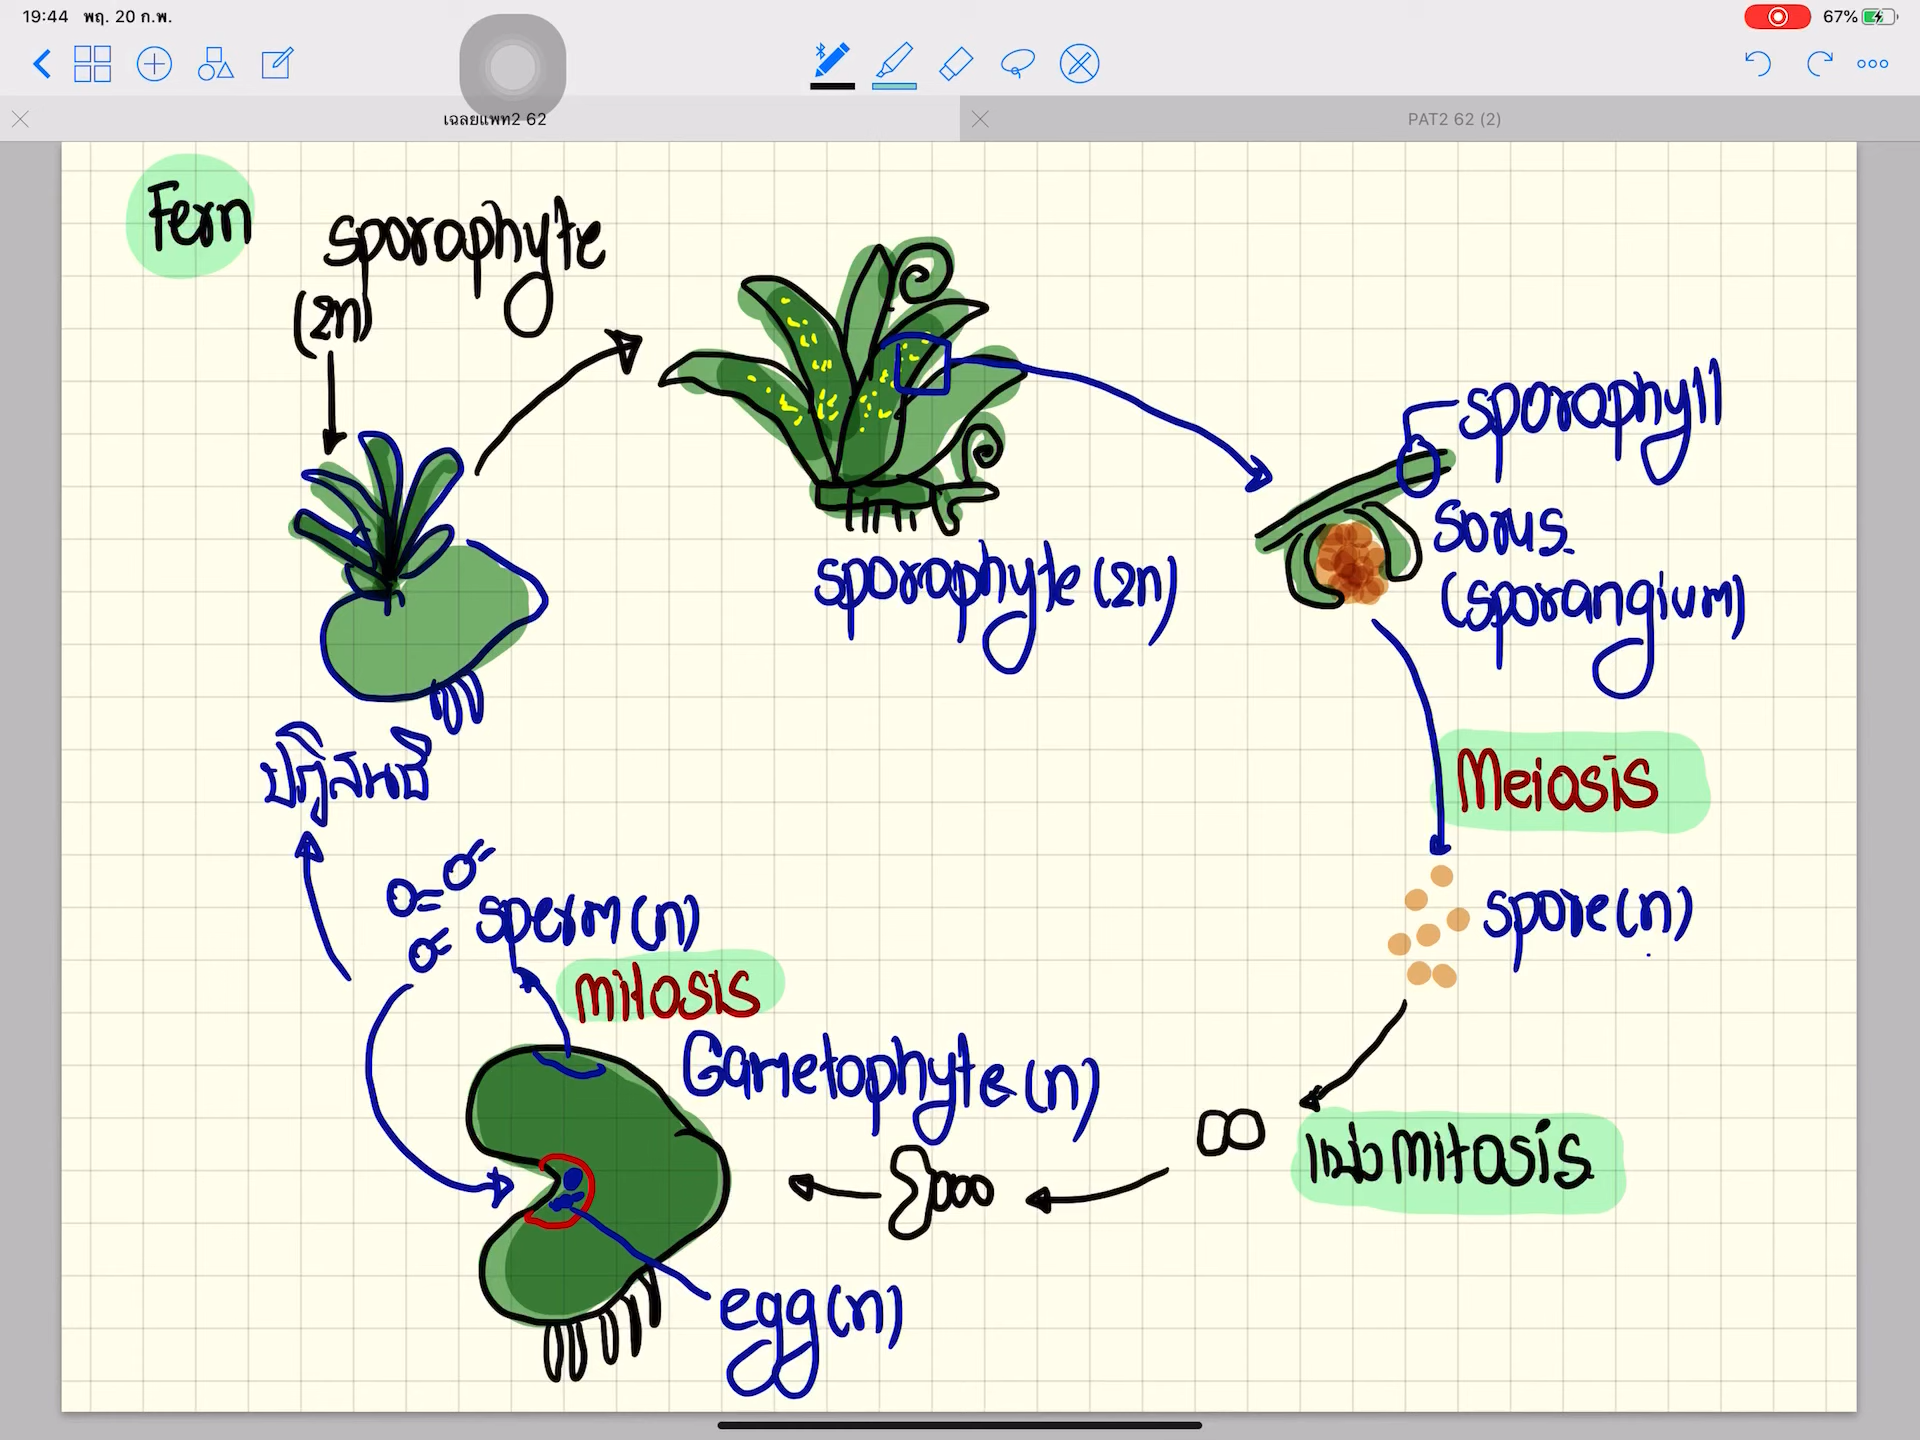 19:44 พฤ. 20 ก.พ.
67%
เฉลยแพท2 62
PAT2 62 (2)
Fern
sporophyte
(2n)
sporophyte (2n)
sporophyll
Sorus
(sporangium)
Meiosis
spore (n)
แบ่ง mitosis
Gametophyte (n)
egg (n)
mitosis
sperm (n)
ปฏิสนธิ